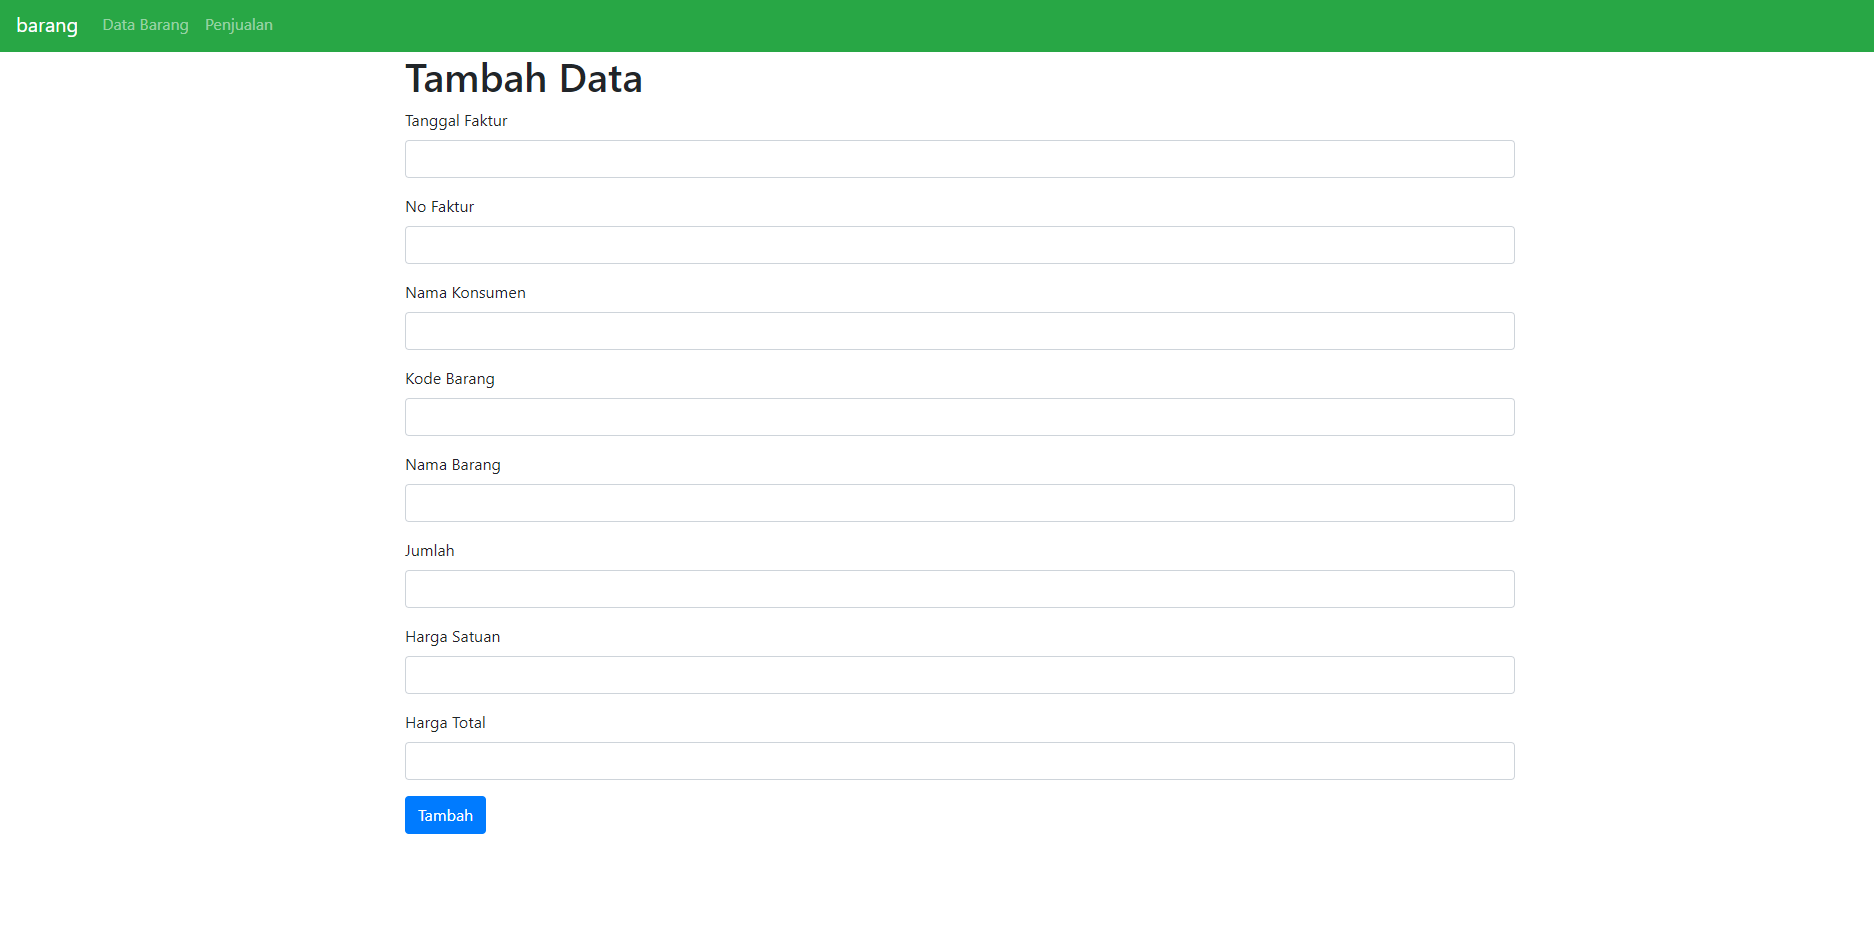 barang Data Barang Penjualan
Tambah Data
Tanggal Faktur
No Faktur
Nama Konsumen
Kode Barang
Nama Barang
Jumlah
Harga Satuan
Harga Total
Tambah